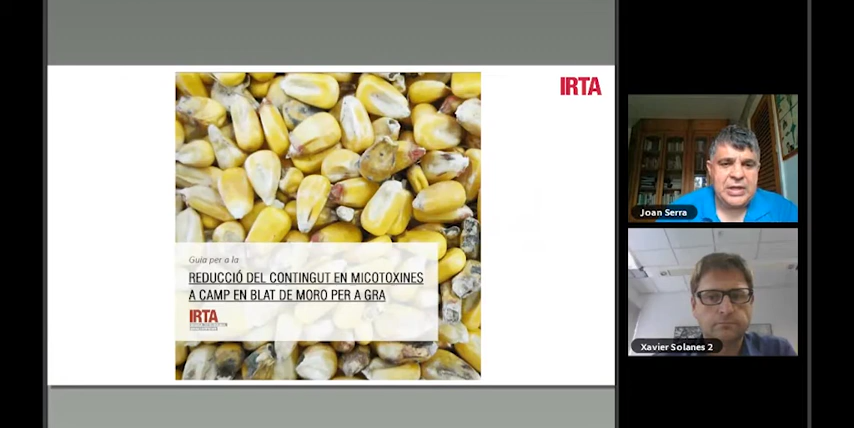 IRTA
Guia per a la
REDUCCIÓ DEL CONTINGUT EN MICOTOXINES
A CAMP EN BLAT DE MORO PER A GRA
IRTA
Joan Serra
Xavier Solanes 2